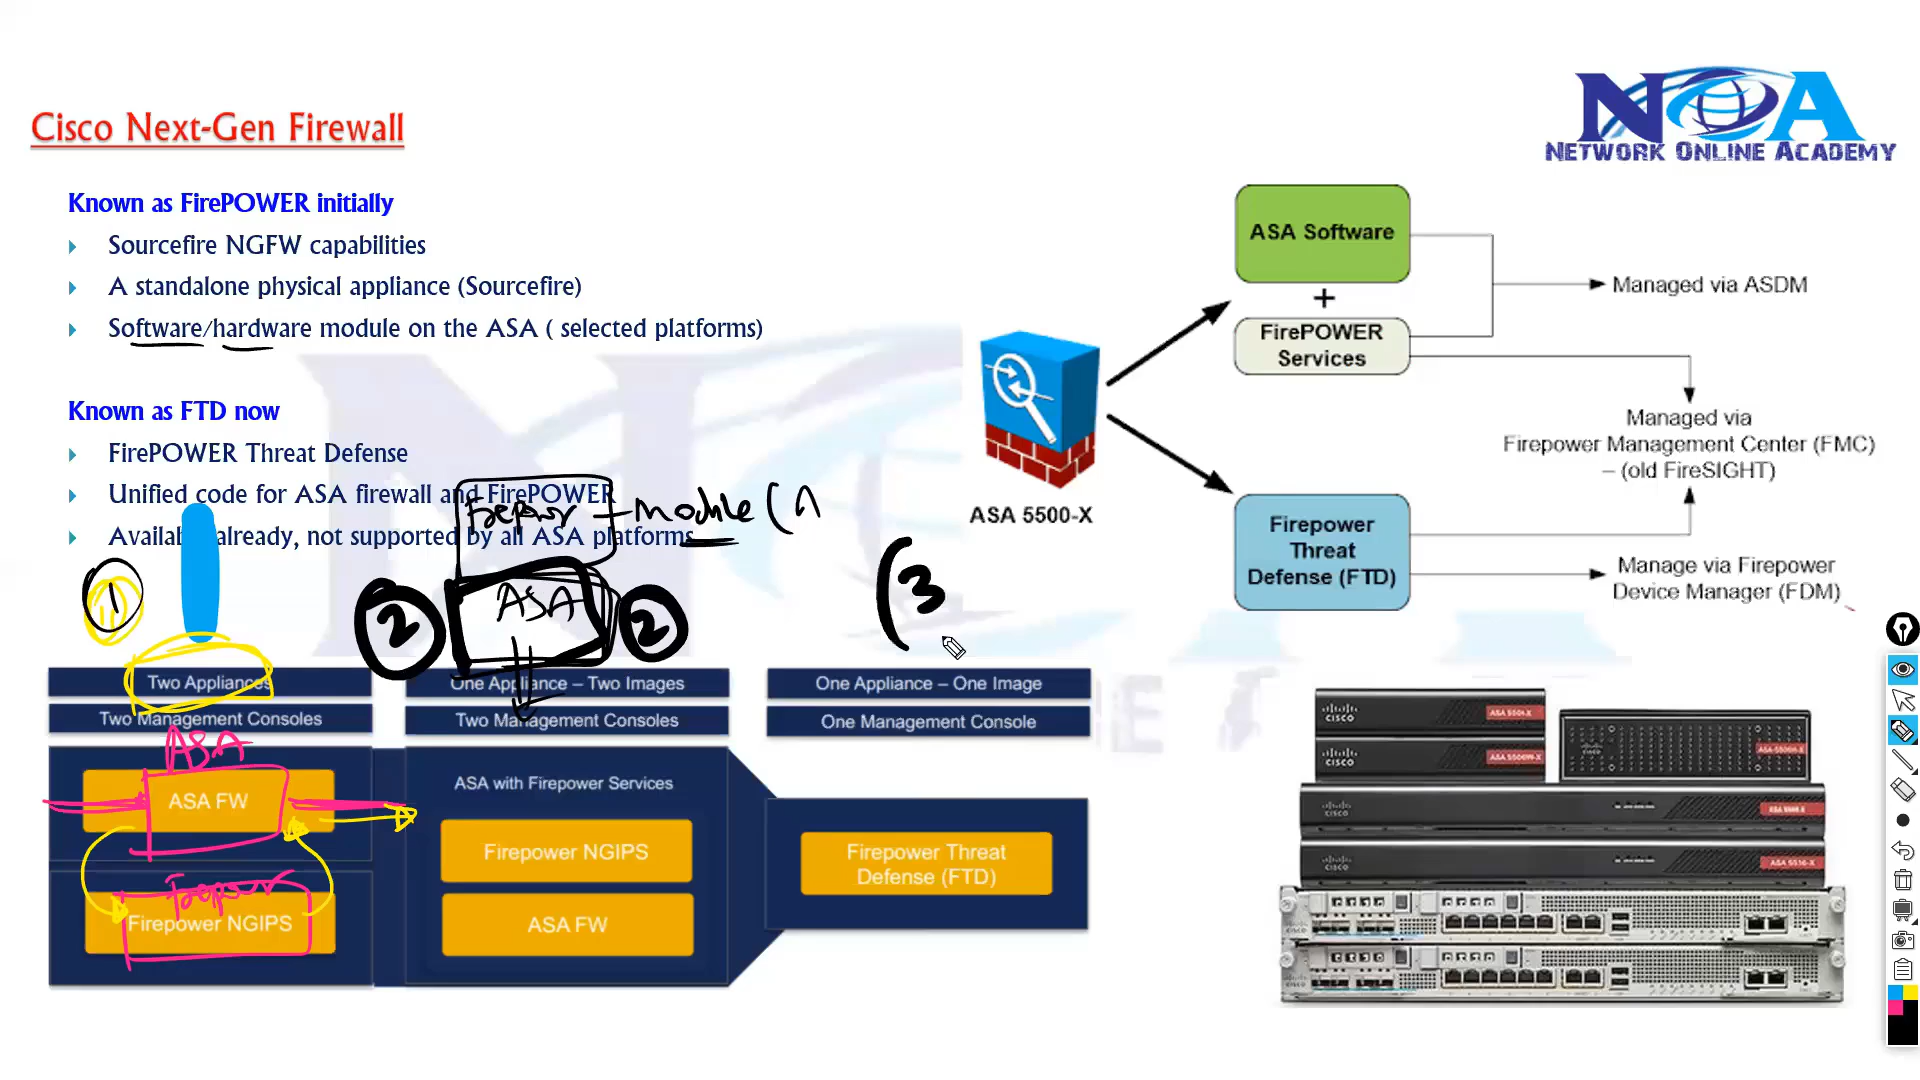 Cisco Next-Gen Firewall
NOA
NETWORK ONLINE ACADEMY
Known as FirePOWER initially
Sourcefire NGFW capabilities
A standalone physical appliance (Sourcefire)
Software/hardware module on the ASA ( selected platforms)
Known as FTD now
FirePOWER Threat Defense
Unified code for ASA firewall and FirePOWER
Available already, not supported by all ASA platforms
module (
ASA
1
2
2
(3
ASA 5500-X
ASA Software
+
FirePOWER
Services
Managed via ASDM
Managed via
Firepower Management Center (FMC)
– (old FireSIGHT)
Firepower
Threat
Defense (FTD)
Manage via Firepower
Device Manager (FDM)
Two Appliances
Two Management Consoles
ASA
ASA FW
Firepower NGIPS
One Appliance – Two Images
Two Management Consoles
ASA with Firepower Services
Firepower NGIPS
ASA FW
One Appliance – One Image
One Management Console
Firepower Threat
Defense (FTD)
CISCO
CISCO
CISCO
CISCO
CISCO